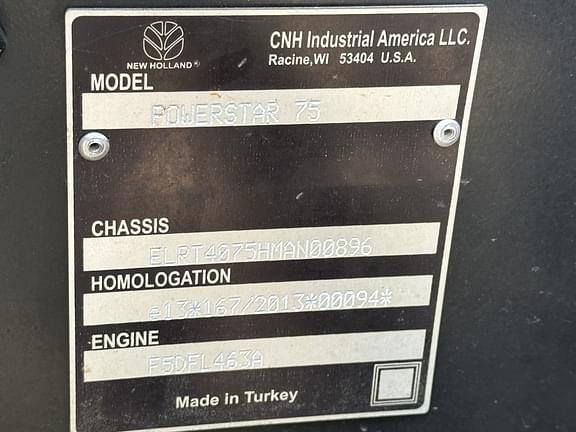 NEW HOLLAND®
CNH Industrial America LLC.
Racine,WI 53404 U.S.A.
MODEL
POWERSTAR 75
CHASSIS
ELRT4075HMAN00896
HOMOLOGATION
e13*167/2013*00094*
ENGINE
F5DFL463A
Made in Turkey